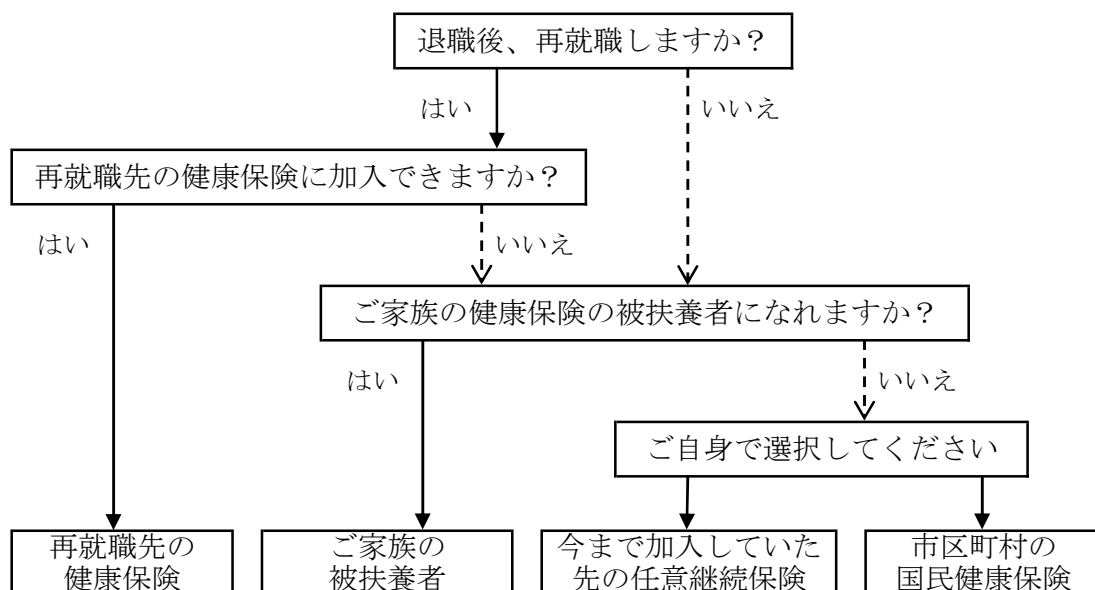 退職後、再就職しますか？
はい
いいえ
再就職先の健康保険に加入できますか？
はい
いいえ
ご家族の健康保険の被扶養者になれますか？
はい
いいえ
ご自身で選択してください
再就職先の
健康保険
ご家族の
被扶養者
今まで加入していた
先の任意継続保険
市区町村の
国民健康保険